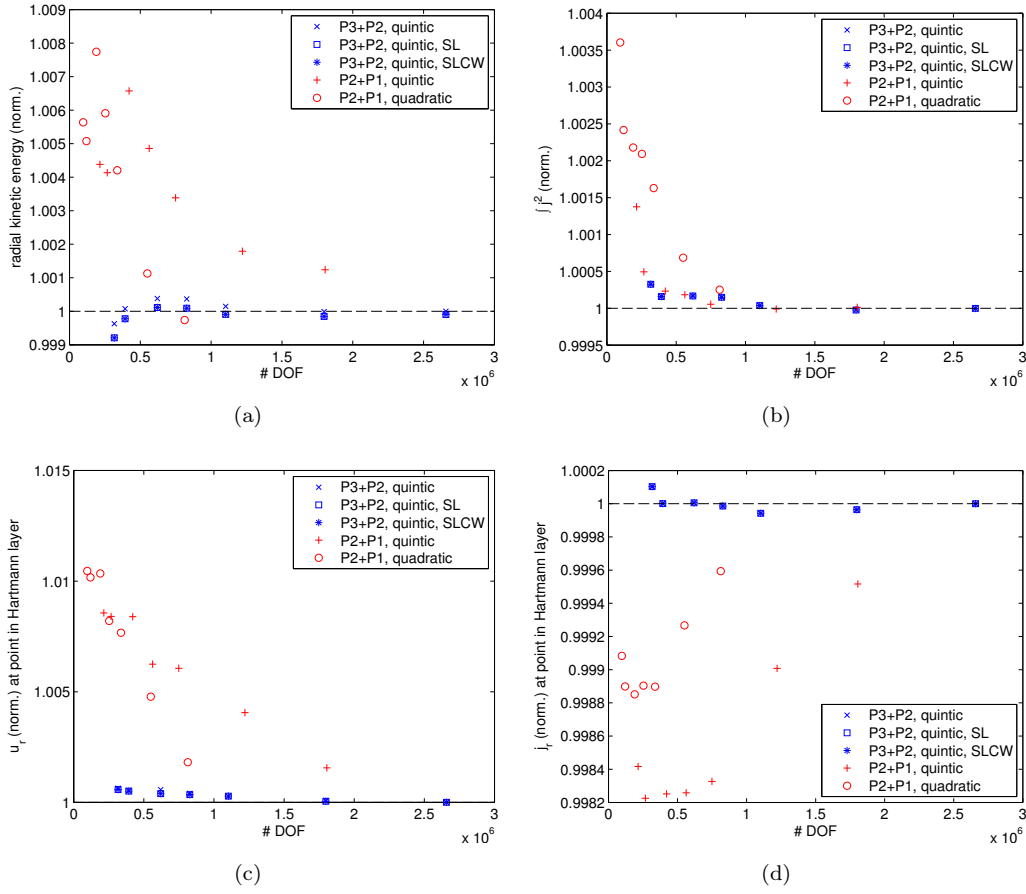 1.009
1.008
1.007
1.006
1.005
1.004
1.003
1.002
1.001
1
0.999
radial kinetic energy (norm.)
P3+P2, quintic
P3+P2, quintic, SL
P3+P2, quintic, SLCW
P2+P1, quintic
P2+P1, quadratic
0 0.5 1 1.5 2 2.5 3
# DOF
x 10^6
(a)
1.004
1.0035
1.003
1.0025
1.002
1.0015
1.001
1.0005
1
0.9995
∫ j² (norm.)
P3+P2, quintic
P3+P2, quintic, SL
P3+P2, quintic, SLCW
P2+P1, quintic
P2+P1, quadratic
0 0.5 1 1.5 2 2.5 3
# DOF
x 10^6
(b)
1.015
1.01
1.005
1
u_r (norm.) at point in Hartmann layer
P3+P2, quintic
P3+P2, quintic, SL
P3+P2, quintic, SLCW
P2+P1, quintic
P2+P1, quadratic
0 0.5 1 1.5 2 2.5 3
# DOF
x 10^6
(c)
1.0002
1
0.9998
0.9996
0.9994
0.9992
0.999
0.9988
0.9986
0.9984
0.9982
j_r (norm.) at point in Hartmann layer
P3+P2, quintic
P3+P2, quintic, SL
P3+P2, quintic, SLCW
P2+P1, quintic
P2+P1, quadratic
0 0.5 1 1.5 2 2.5 3
# DOF
x 10^6
(d)